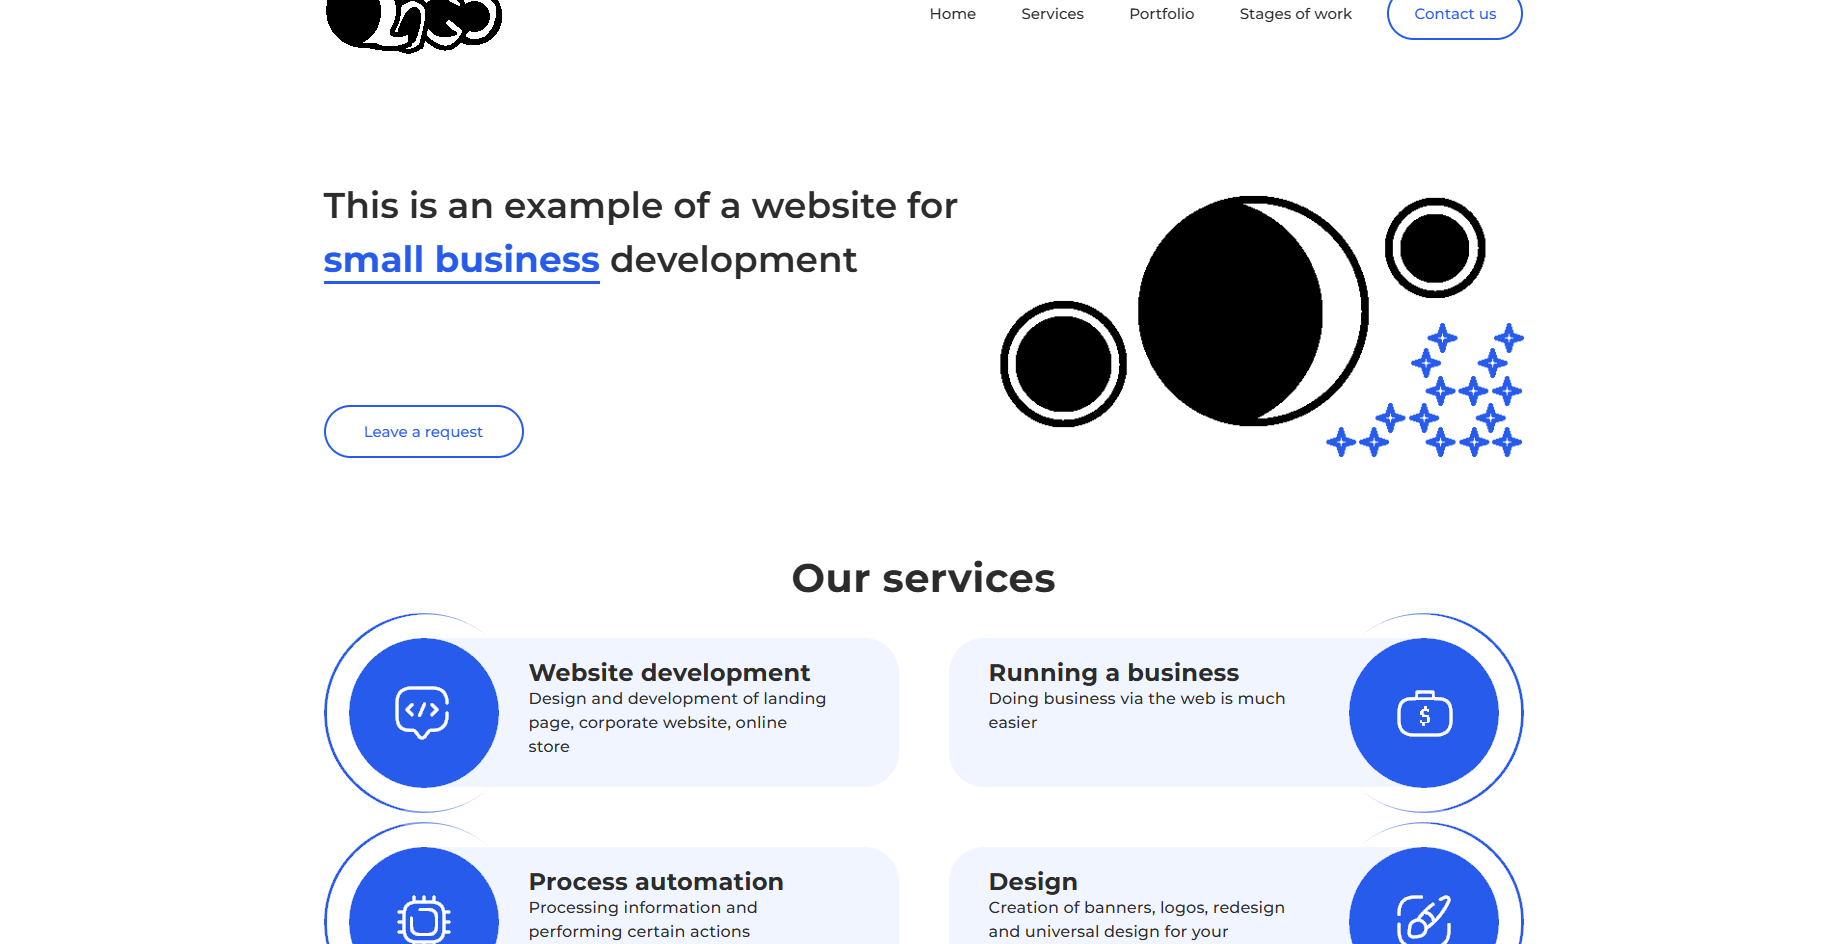 Home Services Portfolio Stages of work Contact us
This is an example of a website for
small business development
Leave a request
Our services
Website development
Design and development of landing
page, corporate website, online
store
Running a business
Doing business via the web is much
easier
Process automation
Processing information and
performing certain actions
Design
Creation of banners, logos, redesign
and universal design for your